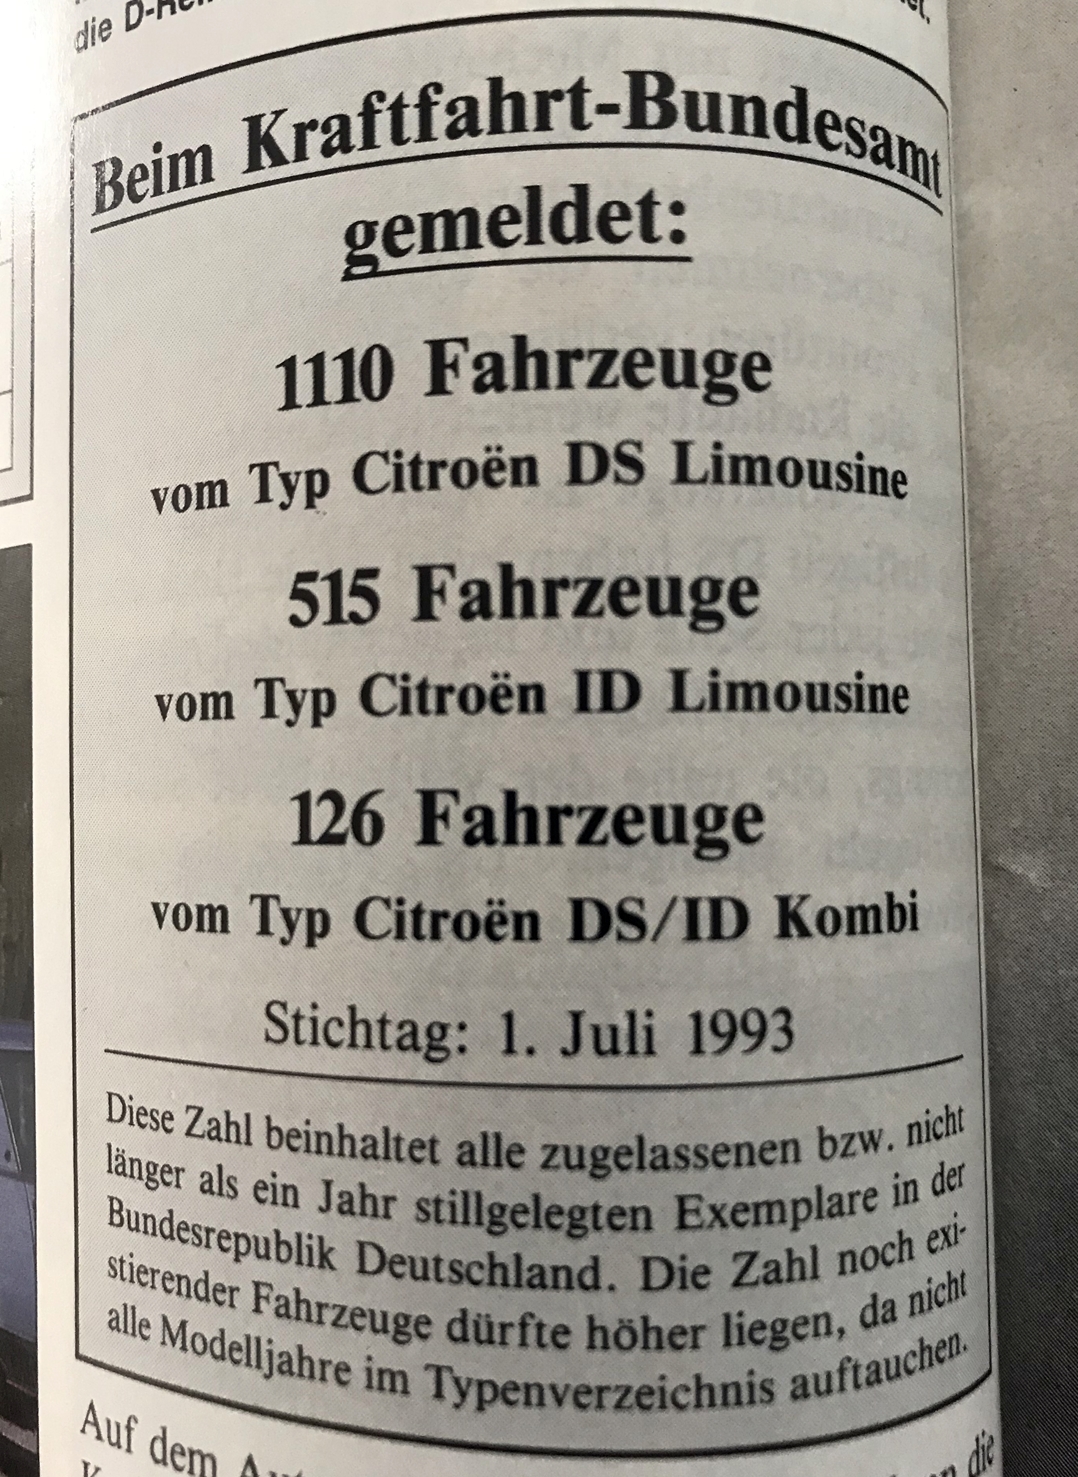 die
Beim Kraftfahrt-Bundesamt
gemeldet:
1110 Fahrzeuge
vom Typ Citroën DS Limousine
515 Fahrzeuge
vom Typ Citroën ID Limousine
126 Fahrzeuge
vom Typ Citroën DS/ID Kombi
Stichtag: 1. Juli 1993
Diese Zahl beinhaltet alle zugelassenen bzw. nicht
länger als ein Jahr stillgelegten Exemplare in der
Bundesrepublik Deutschland. Die Zahl noch exi-
stierender Fahrzeuge dürfte höher liegen, da nicht
alle Modelljahre im Typenverzeichnis auftauchen.
Auf dem die